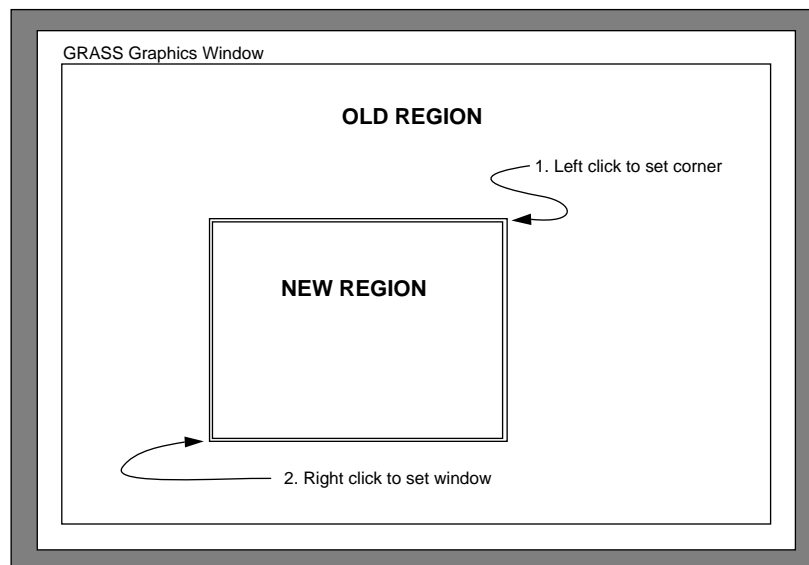 GRASS Graphics Window
OLD REGION
1. Left click to set corner
NEW REGION
2. Right click to set window